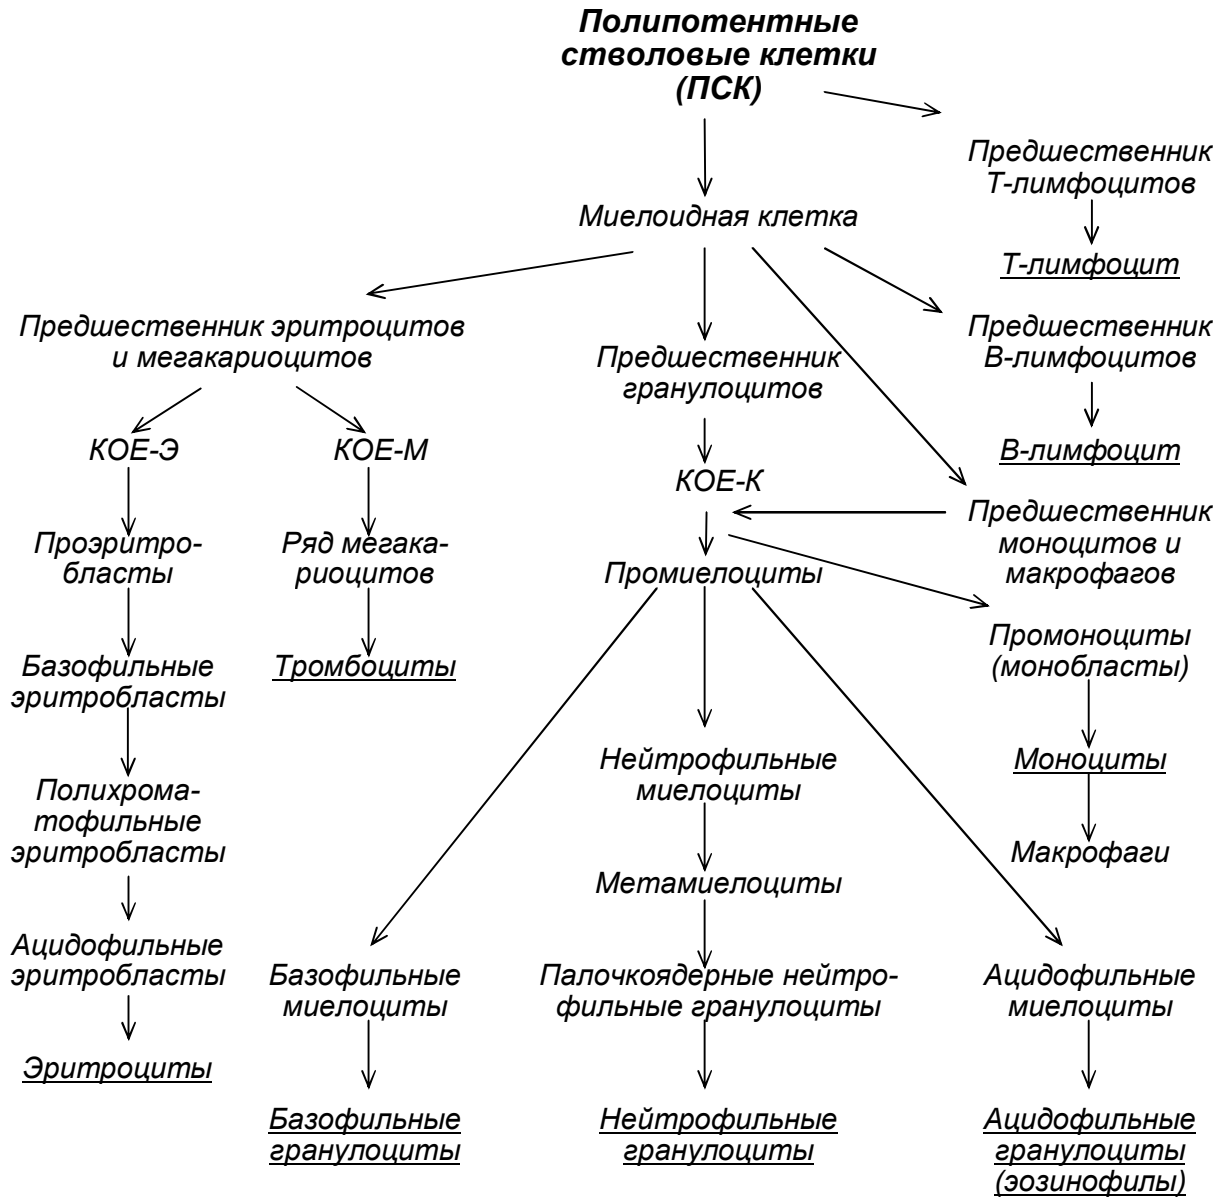 Полипотентные
стволовые клетки
(ПСК)
Предшественник
Т-лимфоцитов
Миелоидная клетка
Т-лимфоцит
Предшественник эритроцитов
и мегакариоцитов
Предшественник
гранулоцитов
Предшественник
В-лимфоцитов
КОЕ-Э
КОЕ-М
КОЕ-К
В-лимфоцит
Проэритро-
бласты
Ряд мегака-
риоцитов
Промиелоциты
Предшественник
моноцитов и
макрофагов
Базофильные
эритробласты
Тромбоциты
Промоноциты
(монобласты)
Полихрома-
тофильные
эритробласты
Нейтрофильные
миелоциты
Моноциты
Метамиелоциты
Макрофаги
Ацидофильные
эритробласты
Базофильные
миелоциты
Палочкоядерные нейтро-
фильные гранулоциты
Ацидофильные
миелоциты
Эритроциты
Базофильные
гранулоциты
Нейтрофильные
гранулоциты
Ацидофильные
гранулоциты
(эозинофилы)